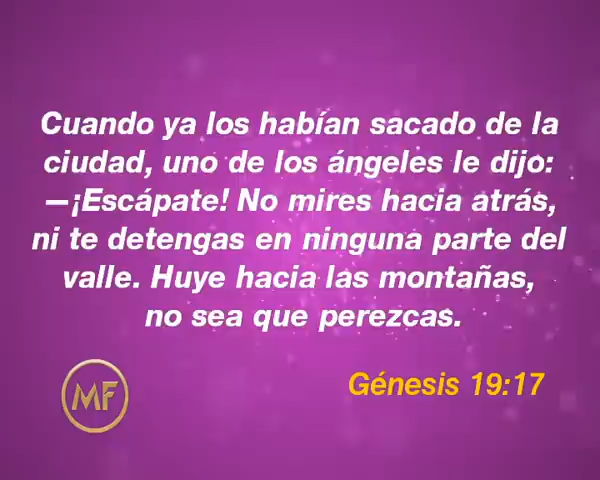 Cuando ya los habían sacado de la
ciudad, uno de los ángeles le dijo:
—¡Escápate! No mires hacia atrás,
ni te detengas en ninguna parte del
valle. Huye hacia las montañas,
no sea que perezcas.
Génesis 19:17
MF